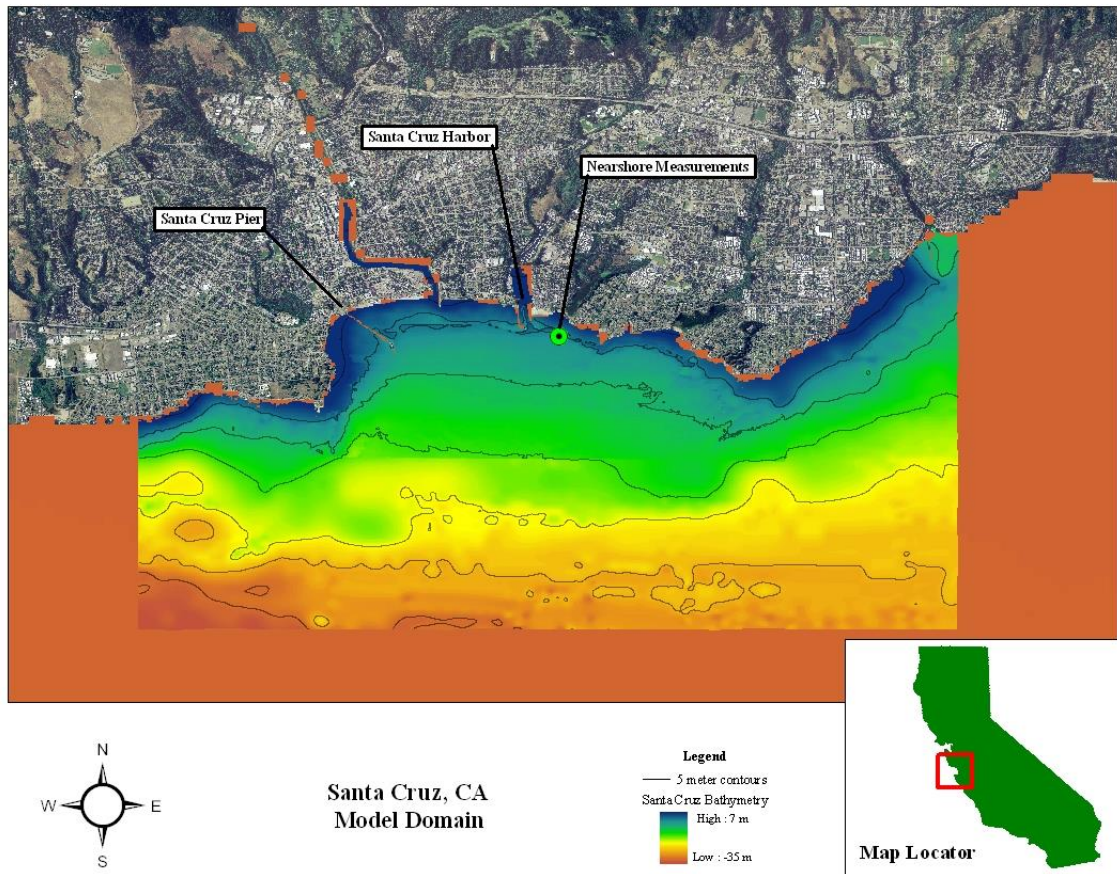 Santa Cruz Harbor
Nearshore Measurements
Santa Cruz Pier
N
W
E
S
Santa Cruz, CA
Model Domain
Legend
5 meter contours
Santa Cruz Bathymetry
High : 7 m
Low : -35 m
Map Locator